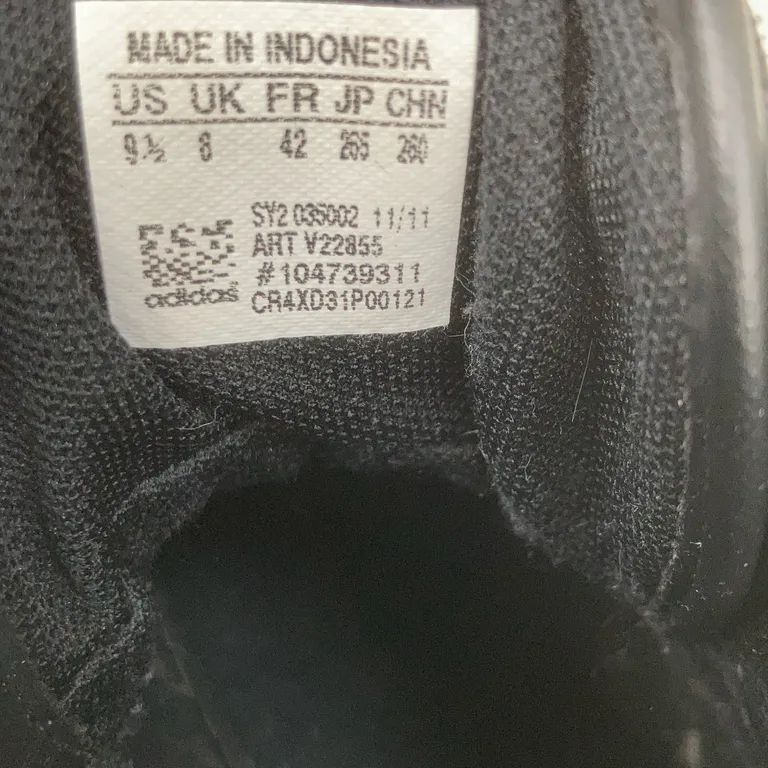 MADE IN INDONESIA
US UK FR JP CHN
9½ 8 42 265 260
SY2 035002 11/11
ART V22855
#104739311
adidas CR4XD31P00121